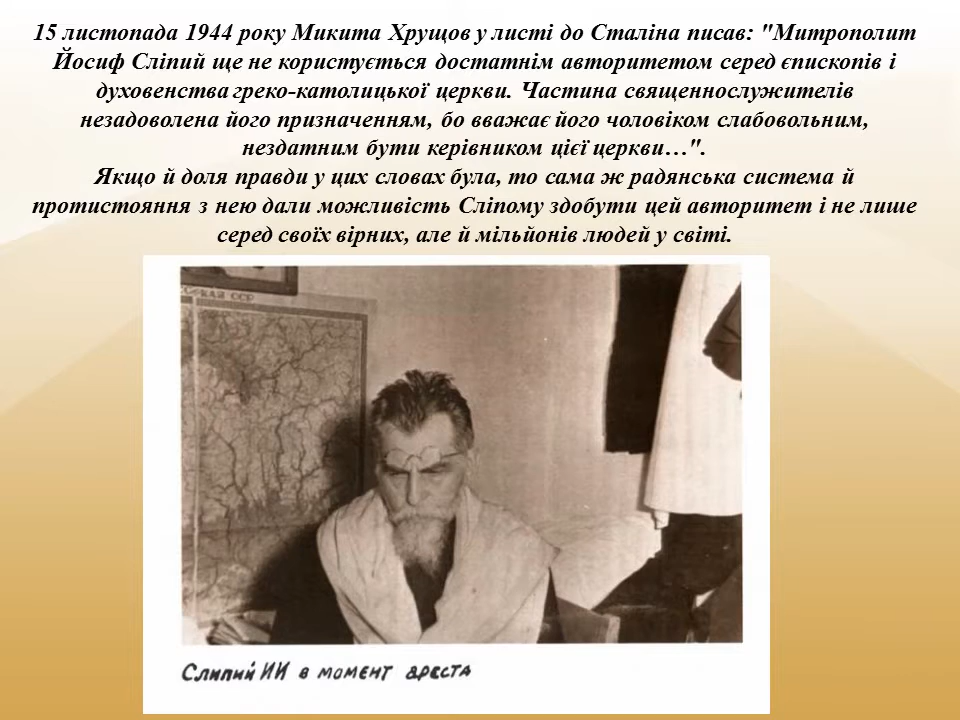 15 листопада 1944 року Микита Хрущов у листі до Сталіна писав: "Митрополит
Йосиф Сліпий ще не користується достатнім авторитетом серед єпископів і
духовенства греко-католицької церкви. Частина священнослужителів
незадоволена його призначенням, бо вважає його чоловіком слабовольним,
нездатним бути керівником цієї церкви…".
Якщо й доля правди у цих словах була, то сама ж радянська система й
протистояння з нею дали можливість Сліпому здобути цей авторитет і не лише
серед своїх вірних, але й мільйонів людей у світі.
ССР
Слипий ИИ в момент ареста